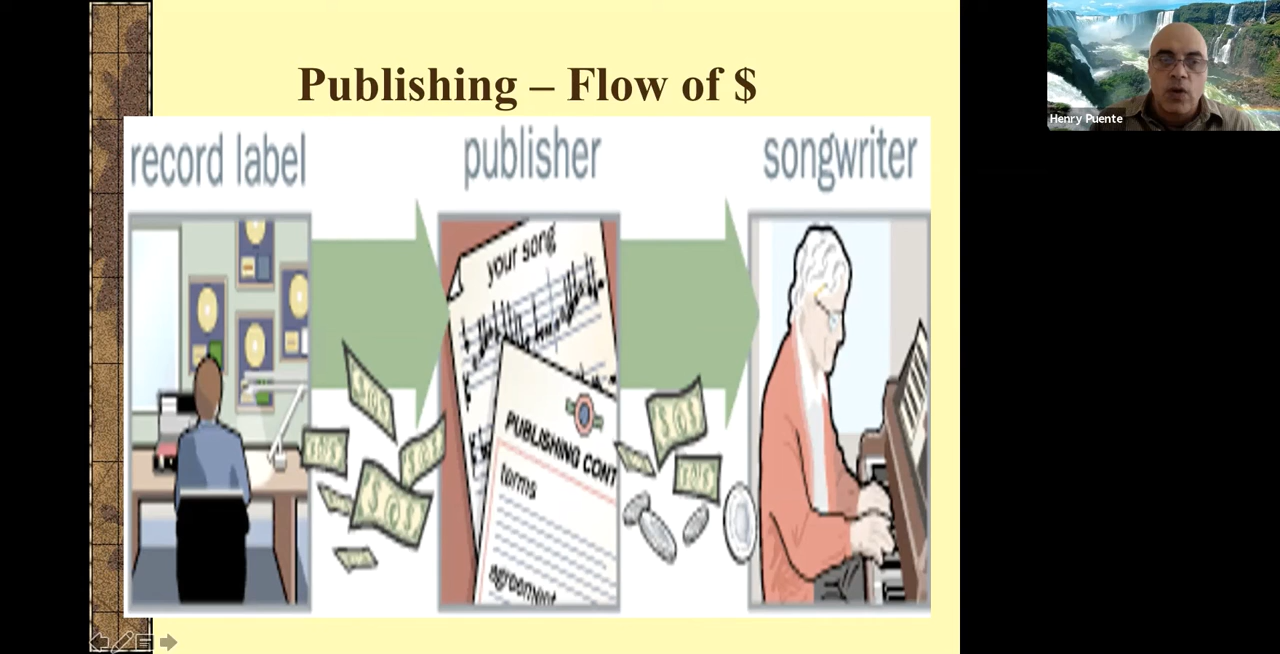 Publishing – Flow of $
record label
publisher
songwriter
your song
PUBLISHING CONT
terms
agreement
Henry Puente